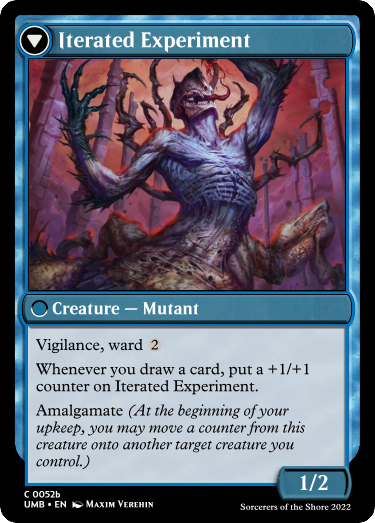 Iterated Experiment
Creature — Mutant
Vigilance, ward 2
Whenever you draw a card, put a +1/+1
counter on Iterated Experiment.
Amalgamate (At the beginning of your
upkeep, you may move a counter from this
creature onto another target creature you
control.)
1/2
C 0052b
UMB • EN Maxim Verehin
Sorcerers of the Shore 2022